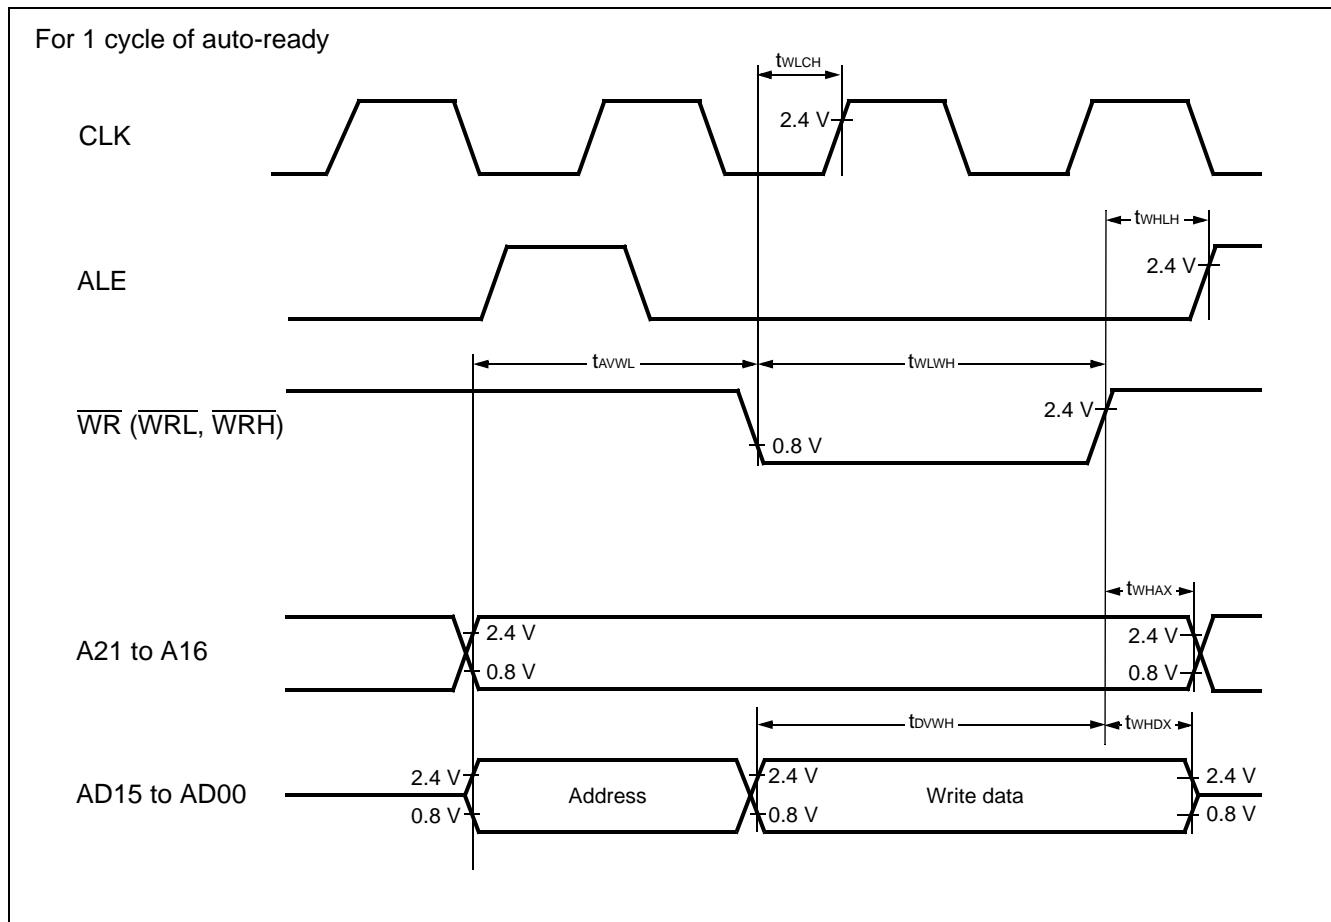 For 1 cycle of auto-ready
tWLCH
CLK
2.4 V
tWHLH
ALE
2.4 V
tAVWL
tWLWH
WR (WRL, WRH)
2.4 V
0.8 V
tWHAX
A21 to A16
2.4 V
2.4 V
0.8 V
0.8 V
tDVWH
tWHDX
AD15 to AD00
2.4 V
2.4 V
2.4 V
Address
Write data
0.8 V
0.8 V
0.8 V